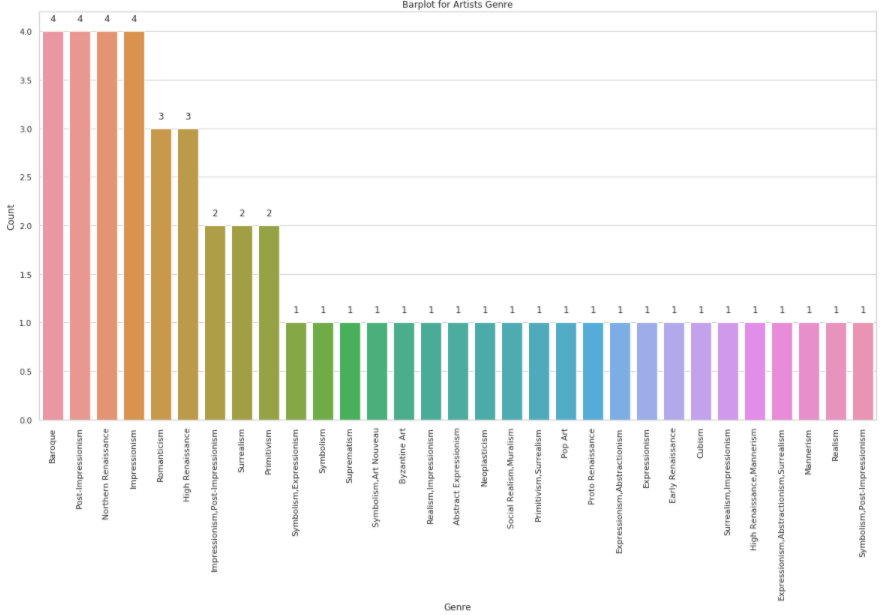 Barplot for Artists Genre
4 4 4 4
3 3
2 2 2
1 1 1 1 1 1 1 1 1 1 1 1 1 1 1 1 1 1 1 1 1 1
4.0
3.5
3.0
2.5
2.0
1.5
1.0
0.5
0.0
Count
Baroque
Post-Impressionism
Northern Renaissance
Impressionism
Romanticism
High Renaissance
Impressionism,Post-Impressionism
Surrealism
Primitivism
Symbolism,Expressionism
Symbolism
Suprematism
Symbolism,Art Nouveau
Byzantine Art
Realism,Impressionism
Abstract Expressionism
Neoplasticism
Social Realism,Muralism
Primitivism,Surrealism
Pop Art
Proto Renaissance
Expressionism,Abstractionism
Expressionism
Early Renaissance
Cubism
Surrealism,Impressionism
High Renaissance,Mannerism
Expressionism,Abstractionism,Surrealism
Mannerism
Realism
Symbolism,Post-Impressionism
Genre